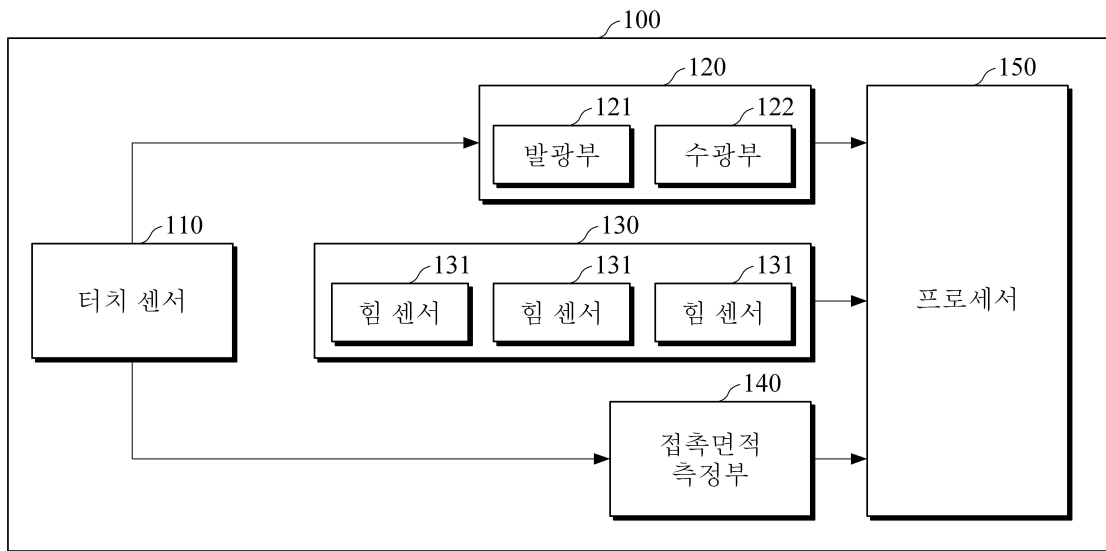 100
120
150
121
122
발광부
수광부
110
130
터치 센서
131
131
131
힘 센서
힘 센서
힘 센서
프로세서
140
접촉면적
측정부